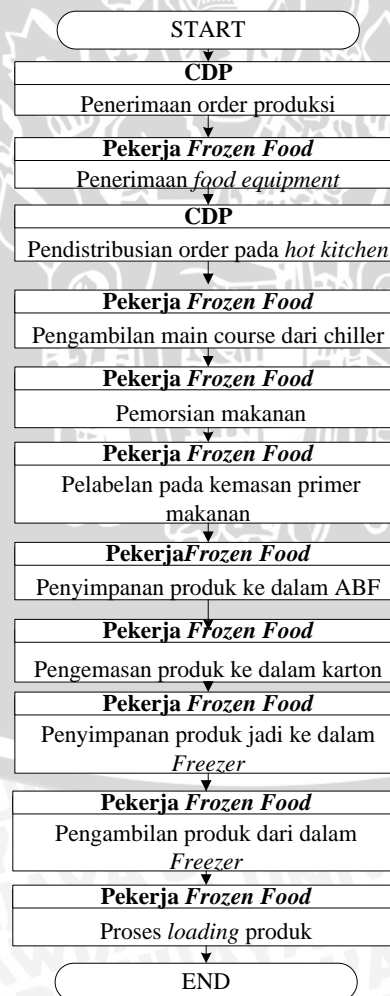 START
CDP
Penerimaan order produksi
Pekerja Frozen Food
Penerimaan food equipment
CDP
Pendistribusian order pada hot kitchen
Pekerja Frozen Food
Pengambilan main course dari chiller
Pekerja Frozen Food
Pemorsian makanan
Pekerja Frozen Food
Pelabelan pada kemasan primer
makanan
PekerjaFrozen Food
Penyimpanan produk ke dalam ABF
Pekerja Frozen Food
Pengemasan produk ke dalam karton
Pekerja Frozen Food
Penyimpanan produk jadi ke dalam
Freezer
Pekerja Frozen Food
Pengambilan produk dari dalam
Freezer
Pekerja Frozen Food
Proses loading produk
END